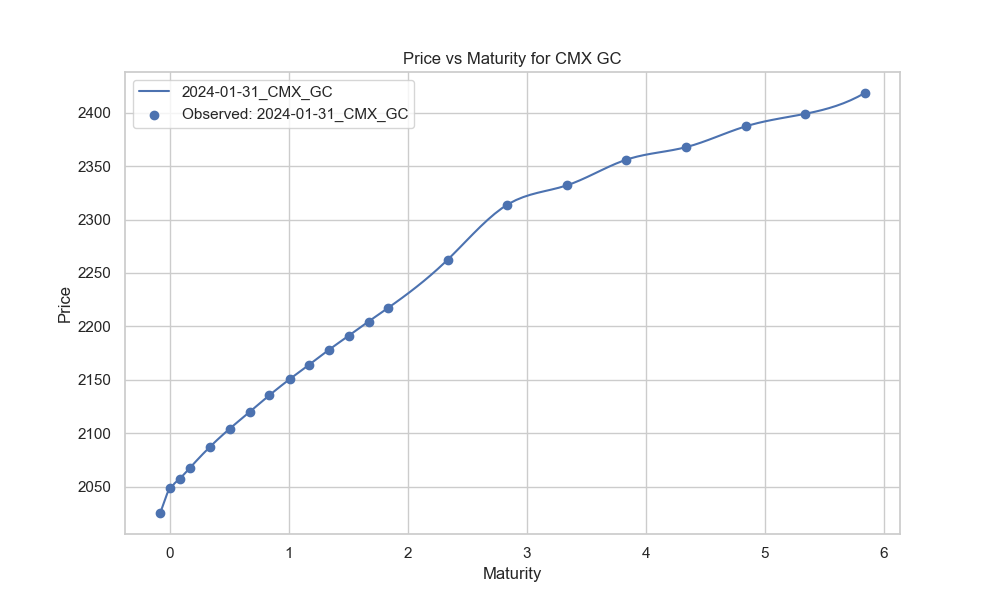 Price vs Maturity for CMX GC
2024-01-31_CMX_GC
Observed: 2024-01-31_CMX_GC
Price
2400
2350
2300
2250
2200
2150
2100
2050
0 1 2 3 4 5 6
Maturity